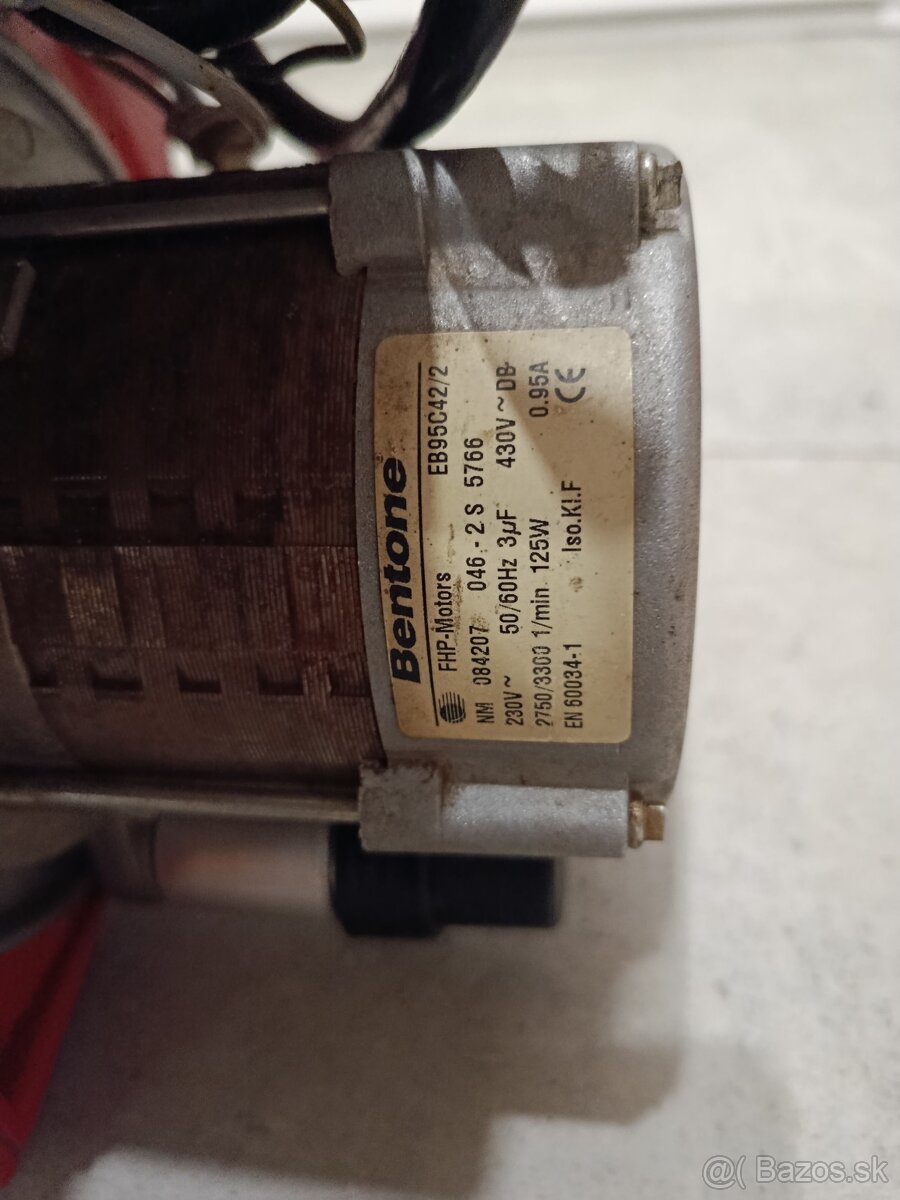 Bentone
FHP-Motors EB95C42/2
NM 084207 046.-2 S 5766
230V~ 50/60Hz 3µF 430V~DB
2750/3300 1/min 125W 0.95A
EN 60034-1 Iso.Kl.F CE
@( Bazos.sk